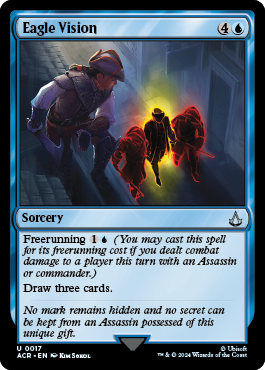 Eagle Vision 4
Sorcery
Freerunning 1 (You may cast this spell
for its freerunning cost if you dealt combat
damage to a player this turn with an Assassin
or commander.)
Draw three cards.
No mark remains hidden and no secret can
be kept from an Assassin possessed of this
unique gift.
U 0017
ACR • EN Kim Sokol
© Ubisoft
™ & © 2024 Wizards of the Coast